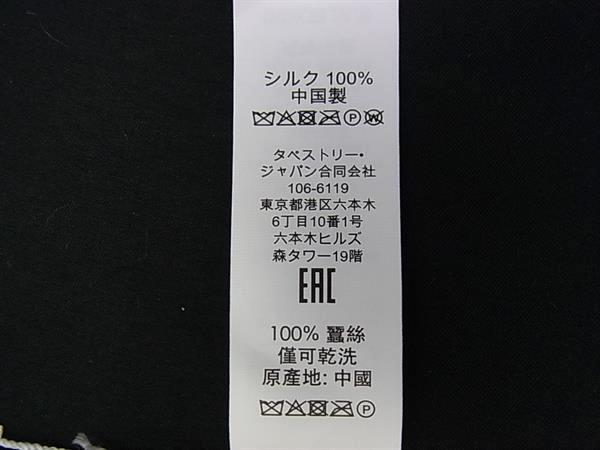 シルク 100%
中国製
P W
タペストリー・
ジャパン合同会社
106-6119
東京都港区六本木
6丁目10番1号
六本木ヒルズ
森タワー19階
EAC
100% 蠶絲
僅可乾洗
原產地: 中國
P